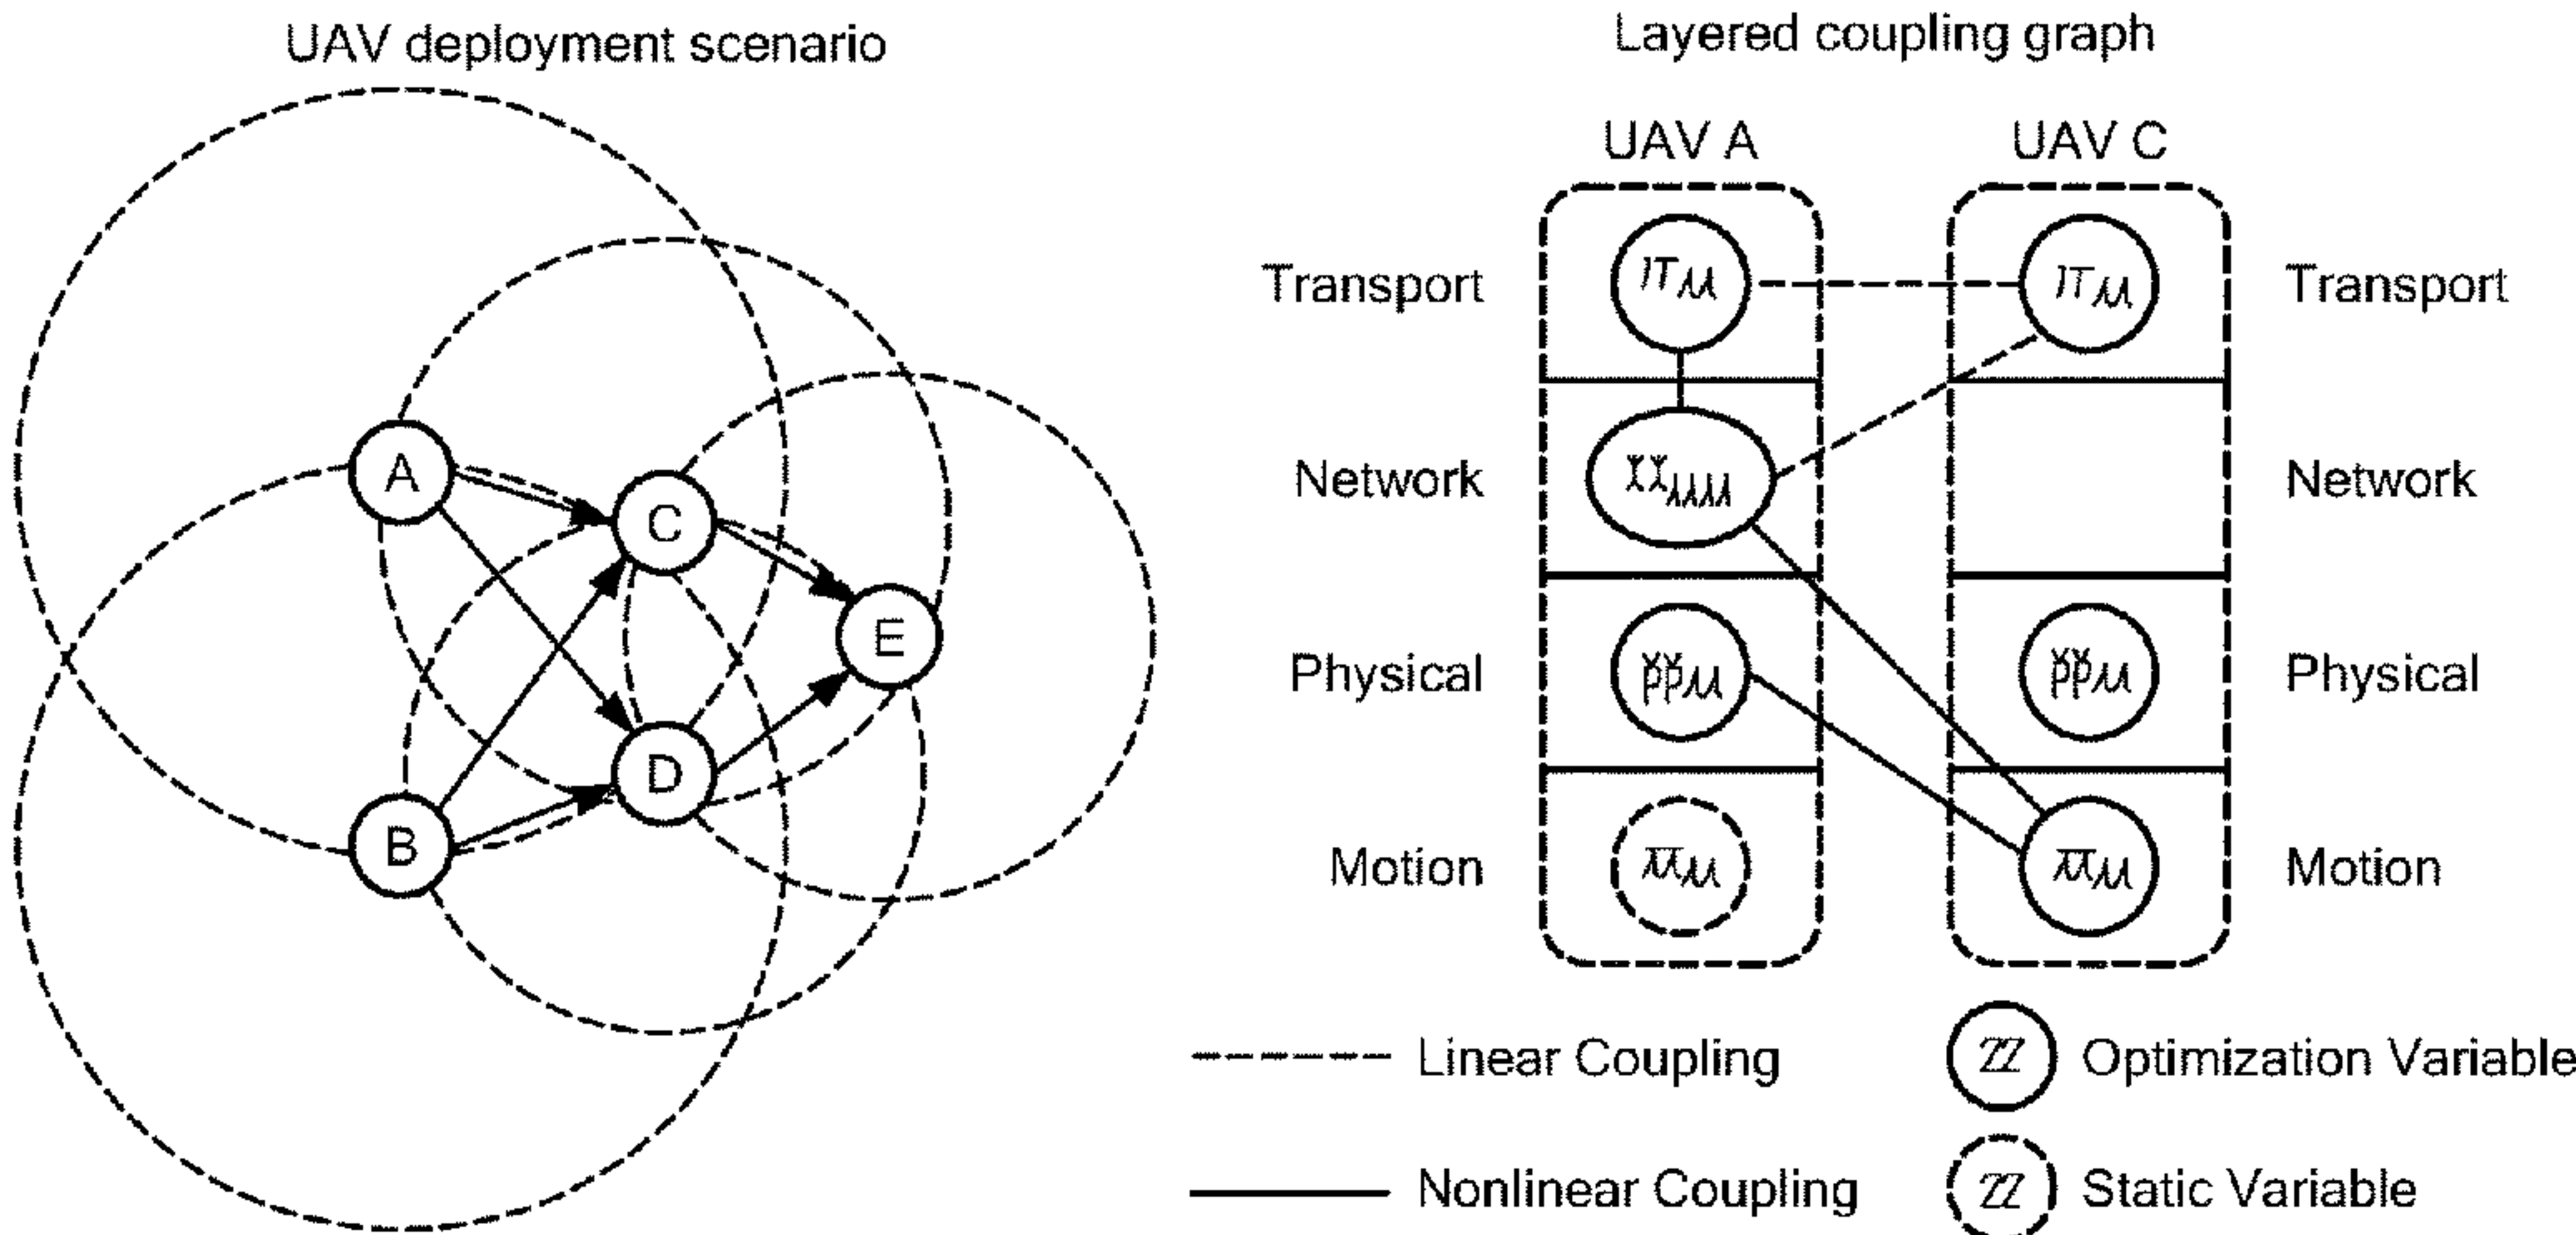 UAV deployment scenario
A
C
E
D
B
Layered coupling graph
UAV A
UAV C
Transport
Transport
Network
Network
Physical
Physical
Motion
Motion
Linear Coupling
Optimization Variable
Nonlinear Coupling
Static Variable